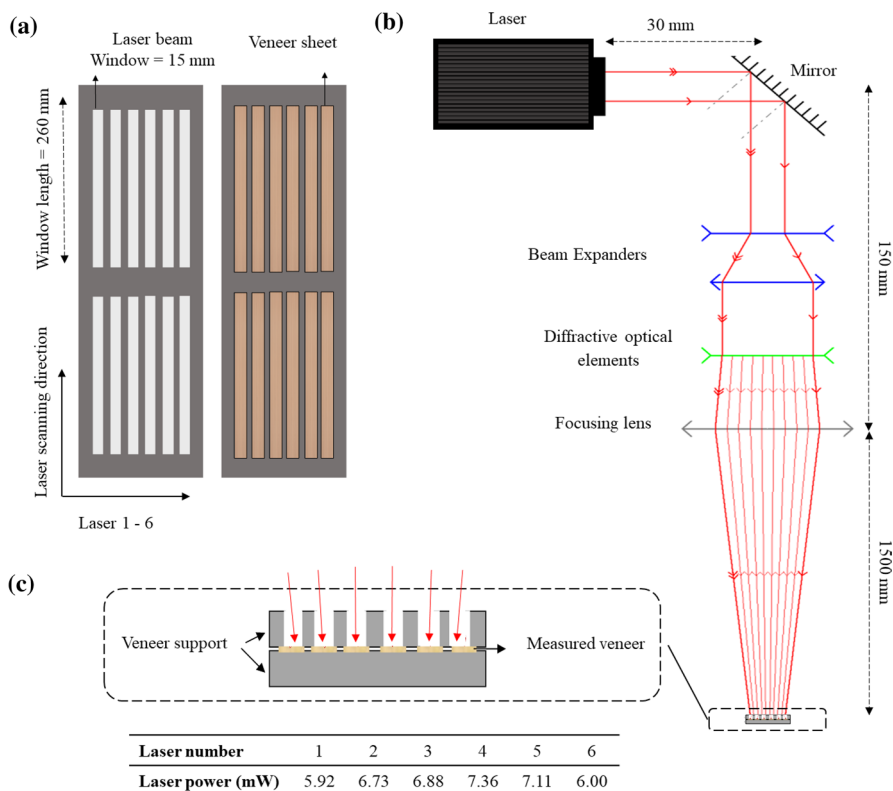 (a)
Laser beam
Window = 15 mm
Veneer sheet
Window length = 260 mm
Laser scanning direction
Laser 1 - 6
(b)
Laser
30 mm
Mirror
150 mm
Beam Expanders
Diffractive optical
elements
Focusing lens
1500 mm
(c)
Veneer support
Measured veneer
Laser number 1 2 3 4 5 6
Laser power (mW) 5.92 6.73 6.88 7.36 7.11 6.00